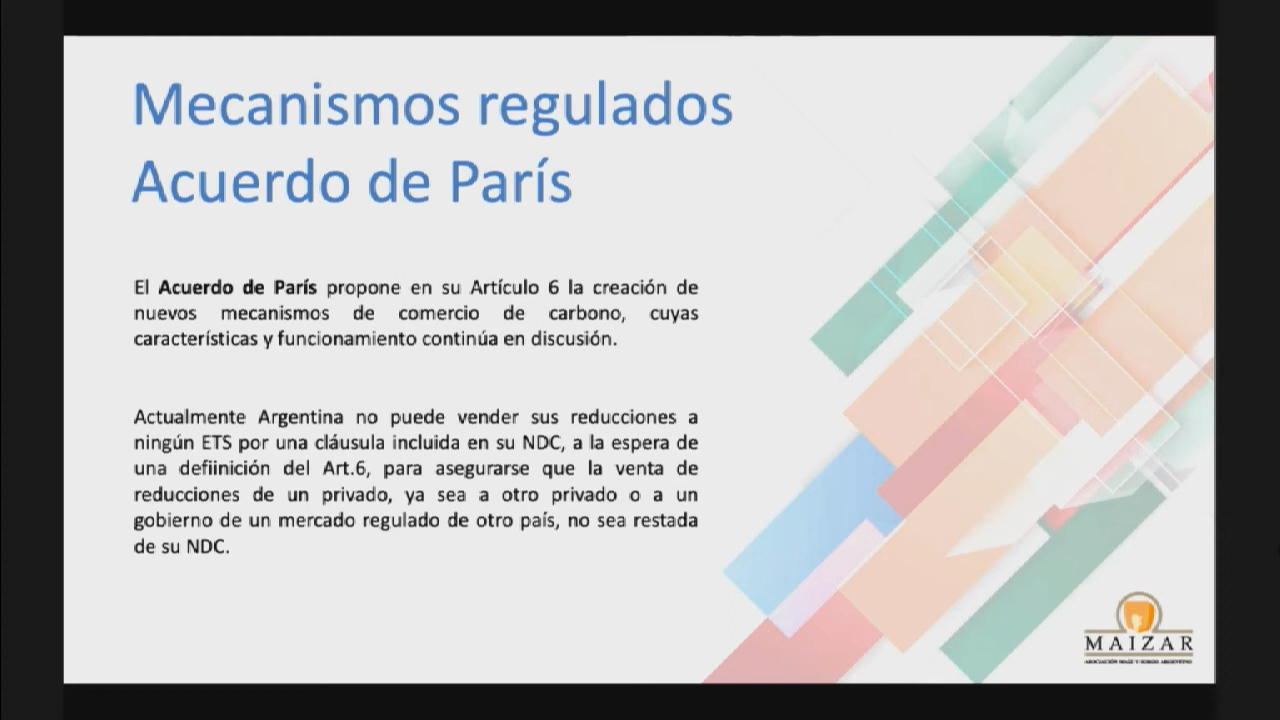 Mecanismos regulados
Acuerdo de París
El Acuerdo de París propone en su Artículo 6 la creación de
nuevos mecanismos de comercio de carbono, cuyas
características y funcionamiento continúa en discusión.
Actualmente Argentina no puede vender sus reducciones a
ningún ETS por una cláusula incluida en su NDC, a la espera de
una defiinición del Art.6, para asegurarse que la venta de
reducciones de un privado, ya sea a otro privado o a un
gobierno de un mercado regulado de otro país, no sea restada
de su NDC.
MAIZAR
ASOCIACIÓN MAÍZ Y SORGO ARGENTINO